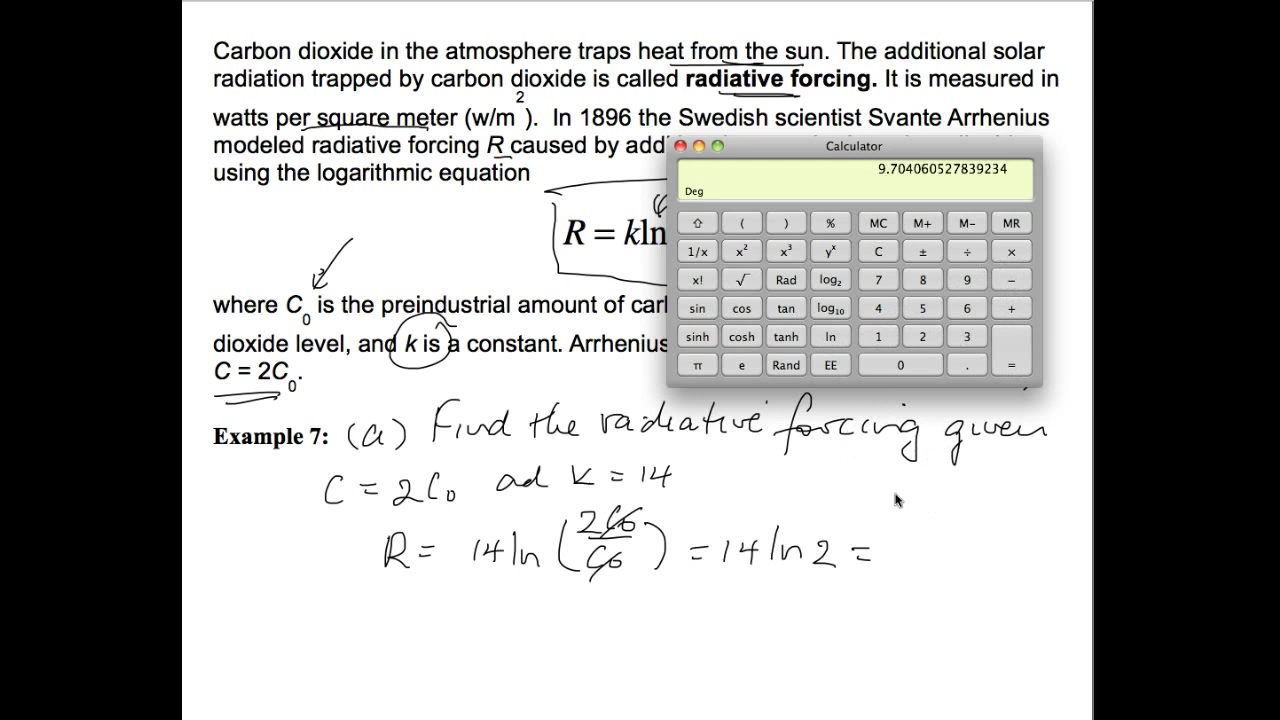 Carbon dioxide in the atmosphere traps heat from the sun. The additional solar
radiation trapped by carbon dioxide is called radiative forcing. It is measured in
watts per square meter (w/m²). In 1896 the Swedish scientist Svante Arrhenius
modeled radiative forcing R caused by
using the logarithmic equation
R = kln
where C₀ is the preindustrial amount of
dioxide level, and k is a constant. Arrhenius
C = 2C₀.
Calculator
9.704060527839234
Deg
⇧ ( ) % MC M+ M− MR
1/x x² x³ yˣ C ± ÷ ×
x! √ Rad log₂ 7 8 9 −
sin cos tan log₁₀ 4 5 6 +
sinh cosh tanh ln 1 2 3
π e Rand EE 0 . =
Example 7: (a) Find the radiative forcing given
C = 2C₀ ad k = 14
R = 14 ln (2C₀/C₀) = 14 ln 2 =